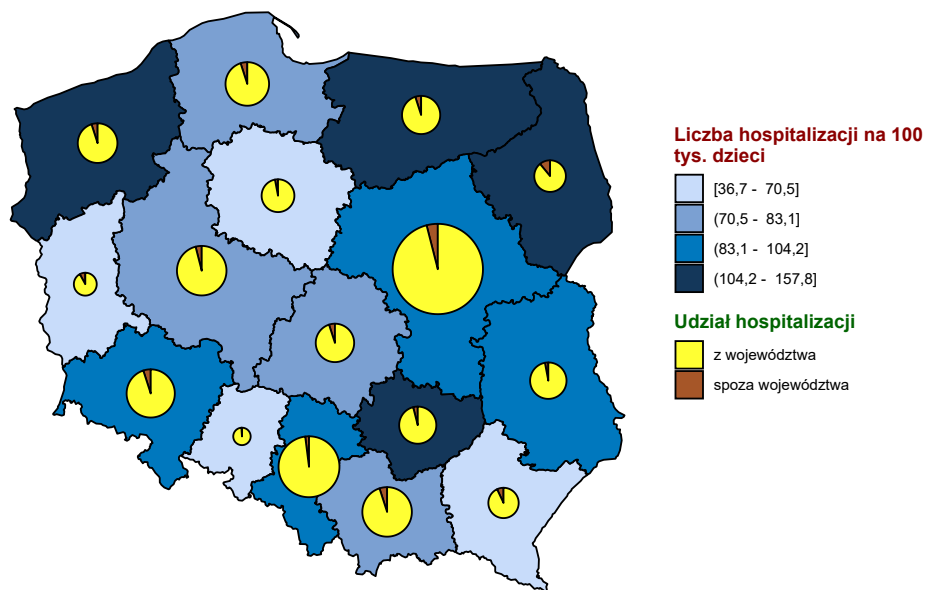 Liczba hospitalizacji na 100
tys. dzieci
[36,7 - 70,5]
(70,5 - 83,1]
(83,1 - 104,2]
(104,2 - 157,8]
Udział hospitalizacji
z województwa
spoza województwa